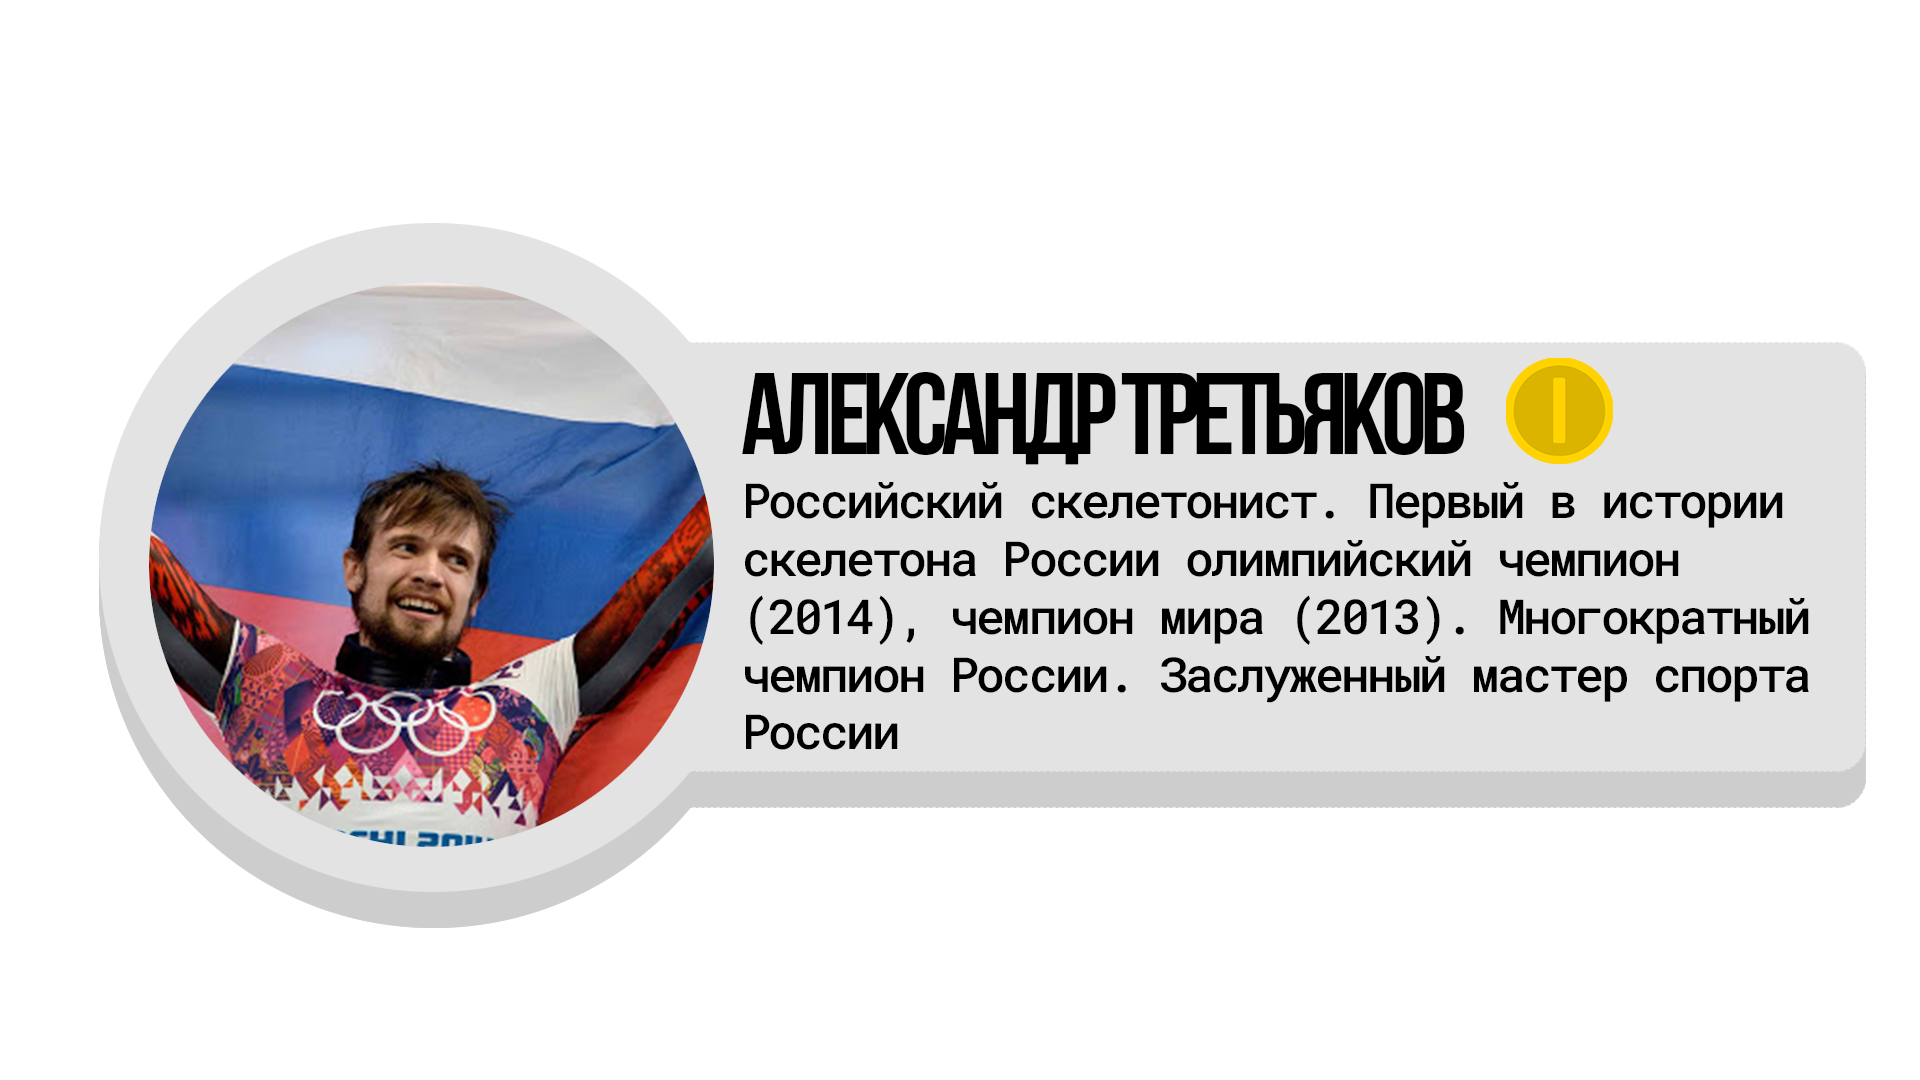 АЛЕКСАНДР ТРЕТЬЯКОВ
Российский скелетонист. Первый в истории
скелетона России олимпийский чемпион
(2014), чемпион мира (2013). Многократный
чемпион России. Заслуженный мастер спорта
России